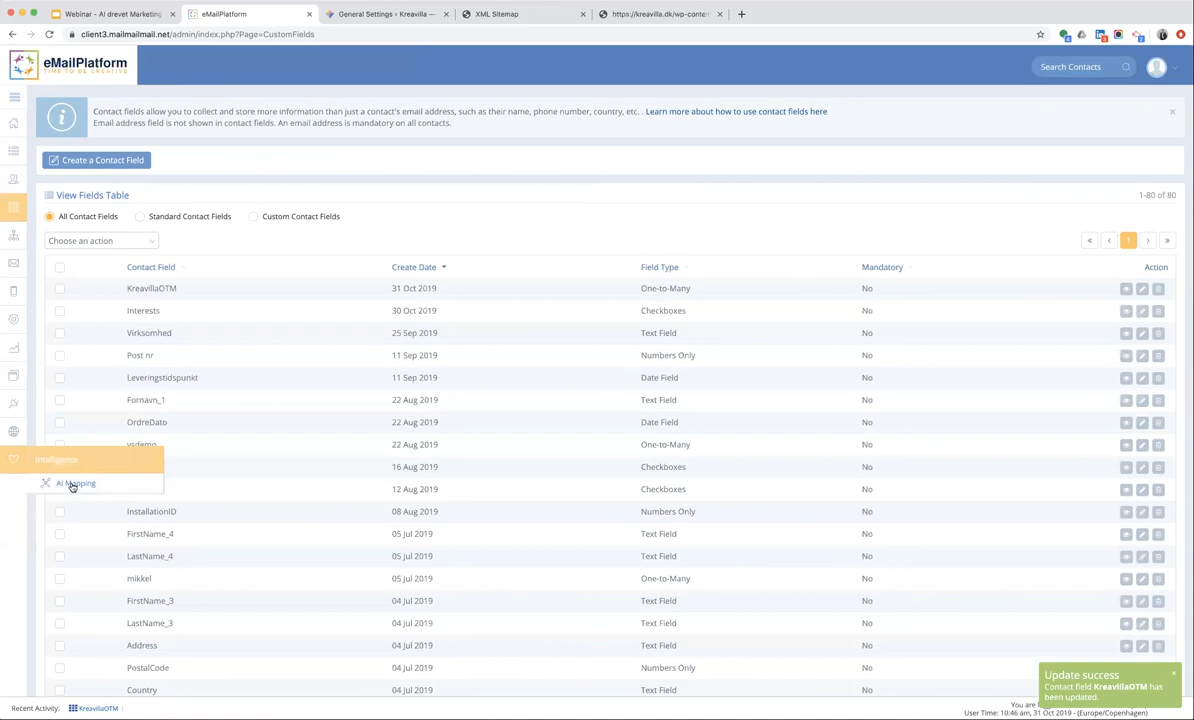 Webinar - AI drevet Marketing
eMailPlatform
General Settings ‹ Kreavilla —
XML Sitemap
https://kreavilla.dk/wp-conten
client3.mailmailmail.net/admin/index.php?Page=CustomFields
eMailPlatform
TIME TO BE CREATIVE
Search Contacts
Contact fields allow you to collect and store more information than just a contact's email address, such as their name, phone number, country, etc. . Learn more about how to use contact fields here
Email address field is not shown in contact fields. An email address is mandatory on all contacts.
Create a Contact Field
View Fields Table
1-80 of 80
All Contact Fields Standard Contact Fields Custom Contact Fields
Choose an action
« ‹ 1 › »
Contact Field Create Date Field Type Mandatory Action
KreavillaOTM 31 Oct 2019 One-to-Many No
Interests 30 Oct 2019 Checkboxes No
Virksomhed 25 Sep 2019 Text Field No
Post nr 11 Sep 2019 Numbers Only No
Leveringstidspunkt 11 Sep 2019 Date Field No
Fornavn_1 22 Aug 2019 Text Field No
OrdreDato 22 Aug 2019 Date Field No
vsdemo 22 Aug 2019 One-to-Many No
Intelligence
16 Aug 2019 Checkboxes No
AI Mapping
12 Aug 2019 Checkboxes No
InstallationID 08 Aug 2019 Numbers Only No
FirstName_4 05 Jul 2019 Text Field No
LastName_4 05 Jul 2019 Text Field No
mikkel 05 Jul 2019 One-to-Many No
FirstName_3 04 Jul 2019 Text Field No
LastName_3 04 Jul 2019 Text Field No
Address 04 Jul 2019 Text Field No
PostalCode 04 Jul 2019 Numbers Only No
Country 04 Jul 2019 Text Field No
Update success
Contact field KreavillaOTM has
been updated.
Recent Activity: KreavillaOTM
You are
User Time: 10:46 am, 31 Oct 2019 - (Europe/Copenhagen)